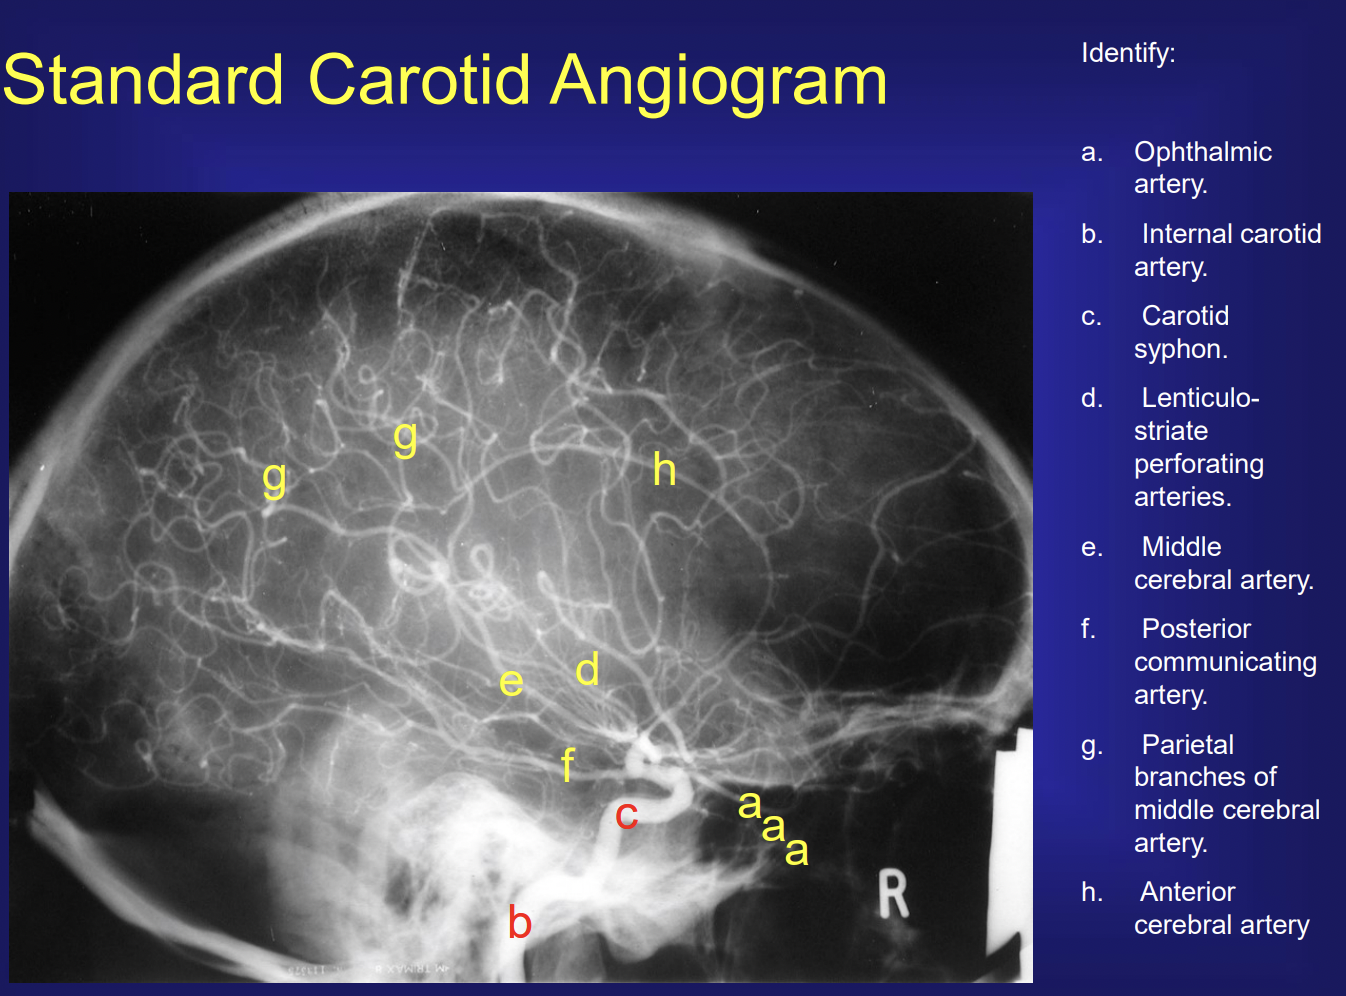 Standard Carotid Angiogram
Identify:
a. Ophthalmic
artery.
b. Internal carotid
artery.
c. Carotid
syphon.
d. Lenticulo-
striate
perforating
arteries.
e. Middle
cerebral artery.
f. Posterior
communicating
artery.
g. Parietal
branches of
middle cerebral
artery.
h. Anterior
cerebral artery
g
g
h
d
e
f
c
a
a
a
R
b